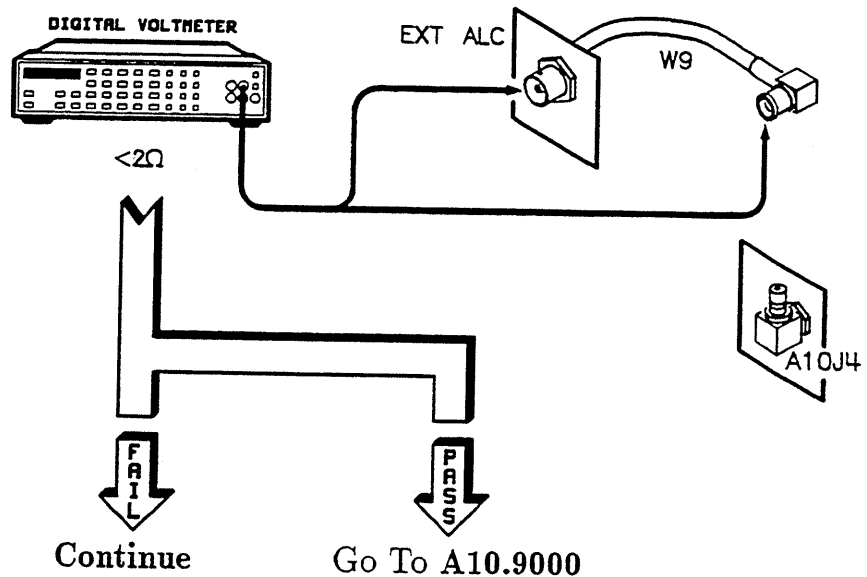 DIGITAL VOLTMETER
EXT ALC
W9
<2Ω
A10J4
FAIL
PASS
Continue
Go To A10.9000